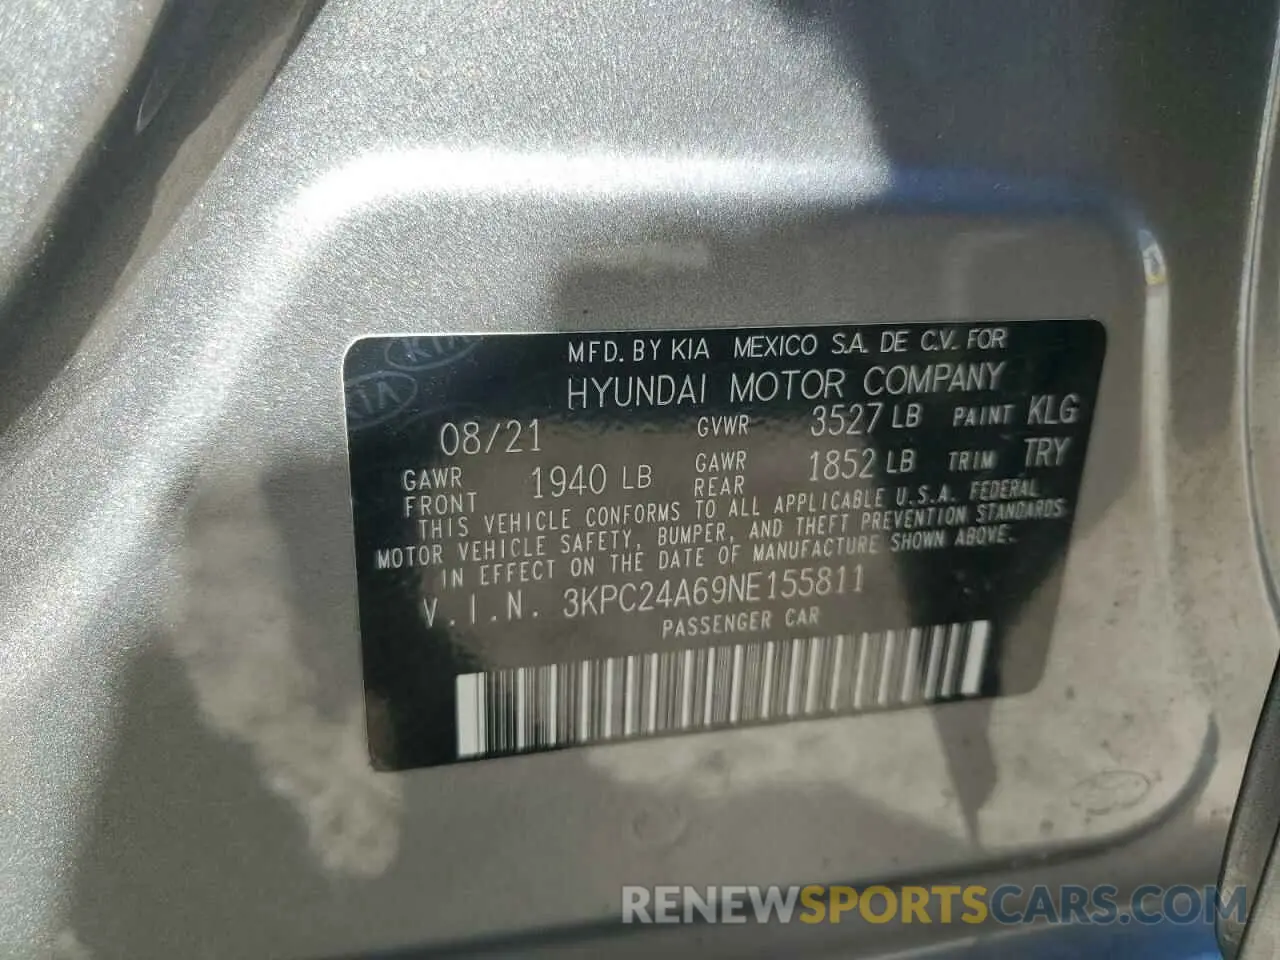 MFD. BY KIA MEXICO S.A. DE C.V. FOR
HYUNDAI MOTOR COMPANY
08/21 GVWR 3527 LB PAINT KLG
GAWR FRONT 1940 LB GAWR REAR 1852 LB TRIM TRY
THIS VEHICLE CONFORMS TO ALL APPLICABLE U.S.A. FEDERAL
MOTOR VEHICLE SAFETY, BUMPER, AND THEFT PREVENTION STANDARDS
IN EFFECT ON THE DATE OF MANUFACTURE SHOWN ABOVE.
V.I.N. 3KPC24A69NE155811
PASSENGER CAR
KIA
KIA
RENEWSPORTSCARS.COM